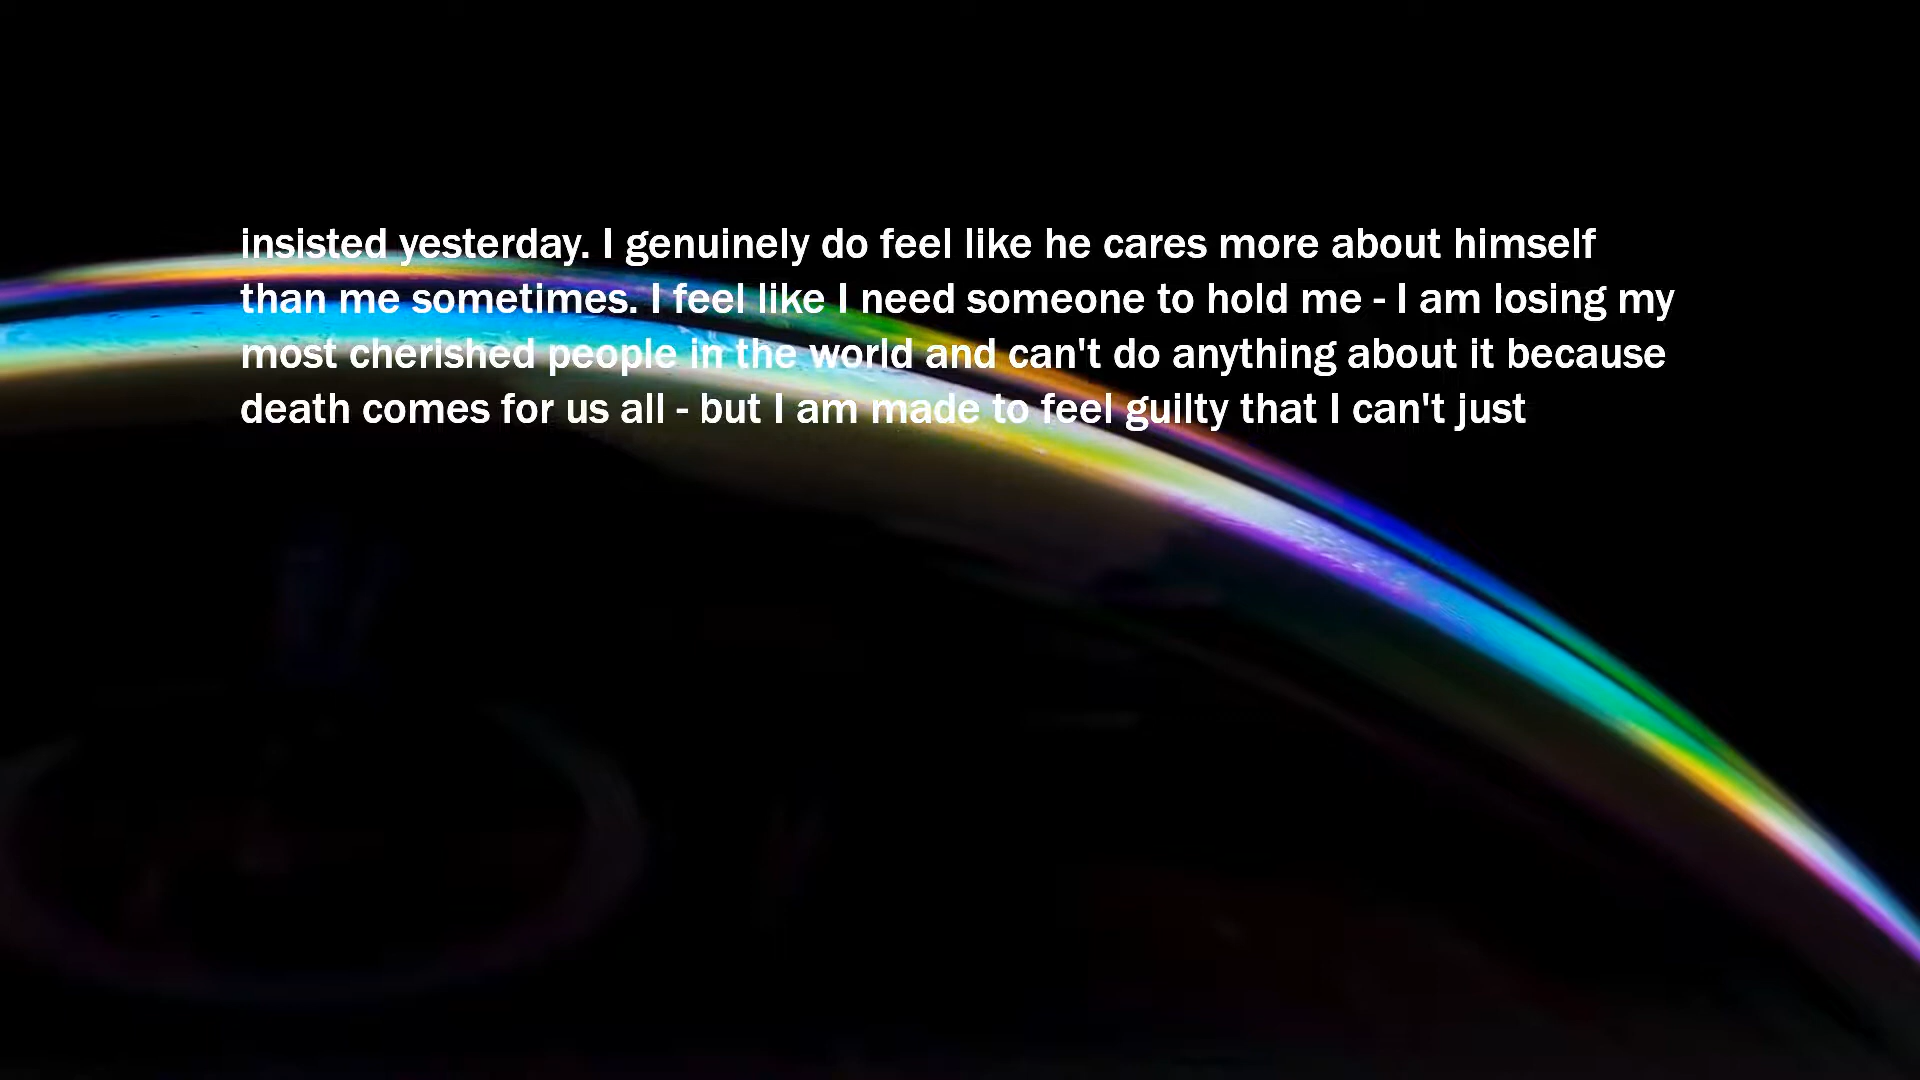 insisted yesterday. I genuinely do feel like he cares more about himself
than me sometimes. I feel like I need someone to hold me - I am losing my
most cherished people in the world and can't do anything about it because
death comes for us all - but I am made to feel guilty that I can't just